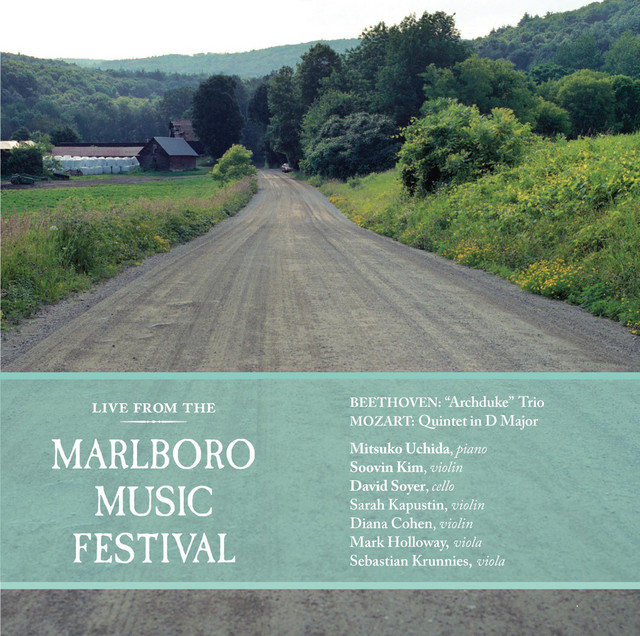 LIVE FROM THE
MARLBORO
MUSIC
FESTIVAL
BEETHOVEN: “Archduke” Trio
MOZART: Quintet in D Major
Mitsuko Uchida, piano
Soovin Kim, violin
David Soyer, cello
Sarah Kapustin, violin
Diana Cohen, violin
Mark Holloway, viola
Sebastian Krunnies, viola